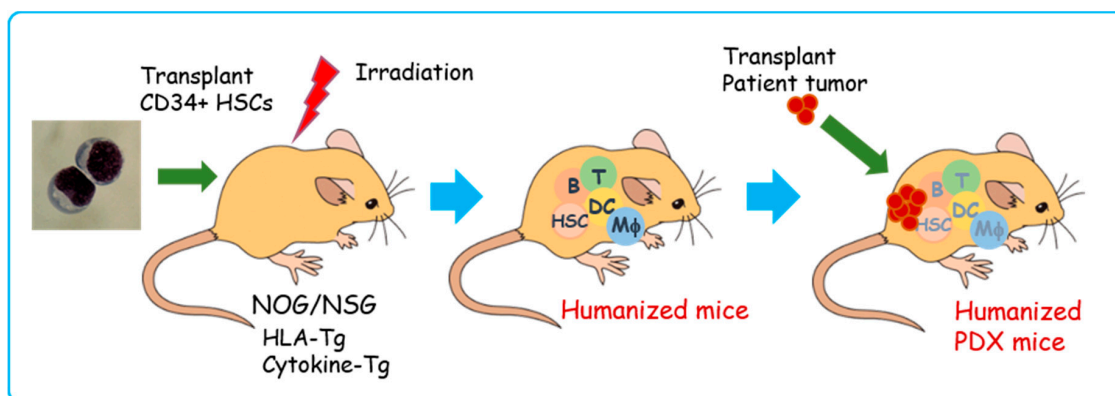 Transplant
CD34+ HSCs
Irradiation
NOG/NSG
HLA-Tg
Cytokine-Tg
B
T
DC
HSC
Mϕ
Humanized mice
Transplant
Patient tumor
B
T
DC
HSC
Mϕ
Humanized
PDX mice